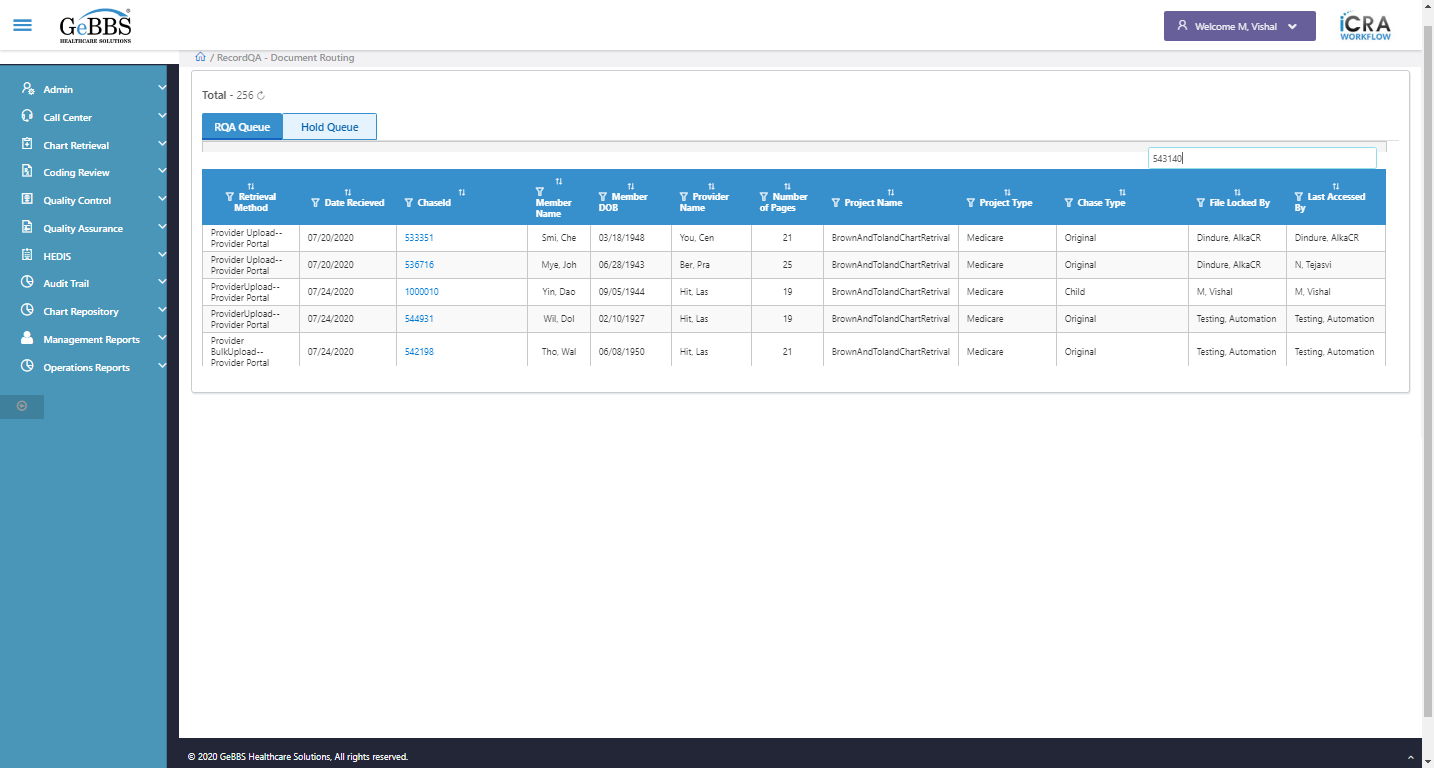 GeBBS
HEALTHCARE SOLUTIONS
Welcome M, Vishal
iCRA
WORKFLOW
/ RecordQA - Document Routing
Admin
Call Center
Chart Retrieval
Coding Review
Quality Control
Quality Assurance
HEDIS
Audit Trail
Chart Repository
Management Reports
Operations Reports
Total - 256
RQA Queue Hold Queue
543140
Retrieval Method Date Recieved ChaseId Member Name Member DOB Provider Name Number of Pages Project Name Project Type Chase Type File Locked By Last Accessed By
Provider Upload-- Provider Portal 07/20/2020 533351 Smi, Che 03/18/1948 You, Cen 21 BrownAndTolandChartRetrival Medicare Original Dindure, AlkaCR Dindure, AlkaCR
Provider Upload-- Provider Portal 07/20/2020 536716 Mye, Joh 06/28/1943 Ber, Pra 25 BrownAndTolandChartRetrival Medicare Original Dindure, AlkaCR N, Tejasvi
ProviderUpload-- Provider Portal 07/24/2020 1000010 Yin, Dao 09/05/1944 Hit, Las 19 BrownAndTolandChartRetrival Medicare Child M, Vishal M, Vishal
ProviderUpload-- Provider Portal 07/24/2020 544931 Wil, Dol 02/10/1927 Hit, Las 19 BrownAndTolandChartRetrival Medicare Original Testing, Automation Testing, Automation
Provider BulkUpload-- Provider Portal 07/24/2020 542198 Tho, Wal 06/08/1950 Hit, Las 21 BrownAndTolandChartRetrival Medicare Original Testing, Automation Testing, Automation
© 2020 GeBBS Healthcare Solutions, All rights reserved.